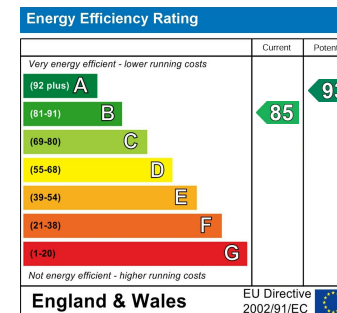 Energy Efficiency Rating
Current Potent
Very energy efficient - lower running costs
(92 plus) A
93
(81-91) B
85
(69-80) C
(55-68) D
(39-54) E
(21-38) F
(1-20) G
Not energy efficient - higher running costs
England & Wales
EU Directive
2002/91/EC